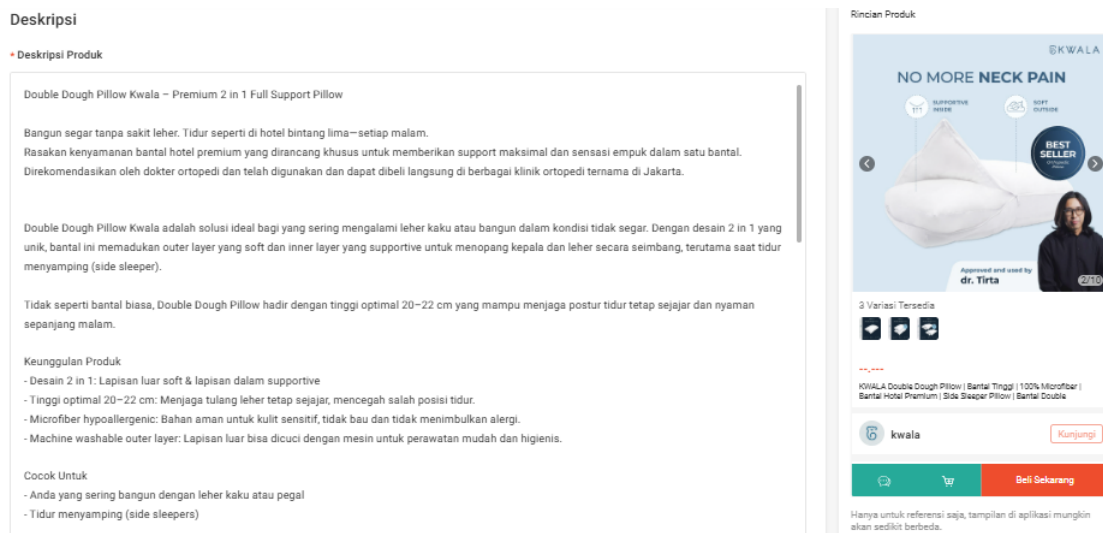 Deskripsi
* Deskripsi Produk
Double Dough Pillow Kwala – Premium 2 in 1 Full Support Pillow
Bangun segar tanpa sakit leher. Tidur seperti di hotel bintang lima—setiap malam.
Rasakan kenyamanan bantal hotel premium yang dirancang khusus untuk memberikan support maksimal dan sensasi empuk dalam satu bantal.
Direkomendasikan oleh dokter ortopedi dan telah digunakan dan dapat dibeli langsung di berbagai klinik ortopedi ternama di Jakarta.
Double Dough Pillow Kwala adalah solusi ideal bagi yang sering mengalami leher kaku atau bangun dalam kondisi tidak segar. Dengan desain 2 in 1 yang
unik, bantal ini memadukan outer layer yang soft dan inner layer yang supportive untuk menopang kepala dan leher secara seimbang, terutama saat tidur
menyamping (side sleeper).
Tidak seperti bantal biasa, Double Dough Pillow hadir dengan tinggi optimal 20–22 cm yang mampu menjaga postur tidur tetap sejajar dan nyaman
sepanjang malam.
Keunggulan Produk
- Desain 2 in 1: Lapisan luar soft & lapisan dalam supportive
- Tinggi optimal 20–22 cm: Menjaga tulang leher tetap sejajar, mencegah salah posisi tidur.
- Microfiber hypoallergenic: Bahan aman untuk kulit sensitif, tidak bau dan tidak menimbulkan alergi.
- Machine washable outer layer: Lapisan luar bisa dicuci dengan mesin untuk perawatan mudah dan higienis.
Cocok Untuk
- Anda yang sering bangun dengan leher kaku atau pegal
- Tidur menyamping (side sleepers)
Rincian Produk
KWALA
NO MORE NECK PAIN
SUPPORTIVE
INSIDE
SOFT
OUTSIDE
BEST
SELLER
Approved and used by
dr. Tirta
2/10
3 Variasi Tersedia
--,---
KWALA Double Dough Pillow | Bantal Tinggi | 100% Microfiber |
Bantal Hotel Premium | Side Sleeper Pillow | Bantal Double
kwala
Kunjungi
Beli Sekarang
Hanya untuk referensi saja, tampilan di aplikasi mungkin
akan sedikit berbeda.